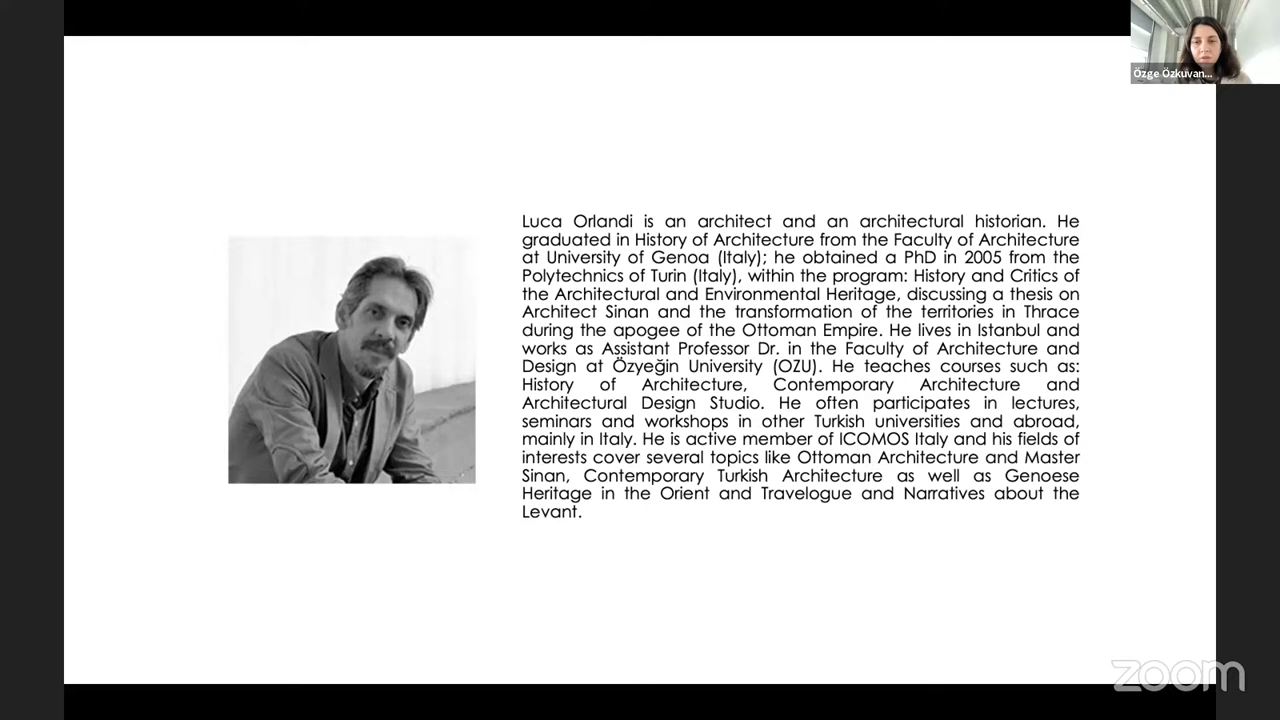 Özge Özkuvan...
Luca Orlandi is an architect and an architectural historian. He
graduated in History of Architecture from the Faculty of Architecture
at University of Genoa (Italy); he obtained a PhD in 2005 from the
Polytechnics of Turin (Italy), within the program: History and Critics of
the Architectural and Environmental Heritage, discussing a thesis on
Architect Sinan and the transformation of the territories in Thrace
during the apogee of the Ottoman Empire. He lives in Istanbul and
works as Assistant Professor Dr. in the Faculty of Architecture and
Design at Özyeğin University (OZU). He teaches courses such as:
History of Architecture, Contemporary Architecture and
Architectural Design Studio. He often participates in lectures,
seminars and workshops in other Turkish universities and abroad,
mainly in Italy. He is active member of ICOMOS Italy and his fields of
interests cover several topics like Ottoman Architecture and Master
Sinan, Contemporary Turkish Architecture as well as Genoese
Heritage in the Orient and Travelogue and Narratives about the
Levant.
zoom